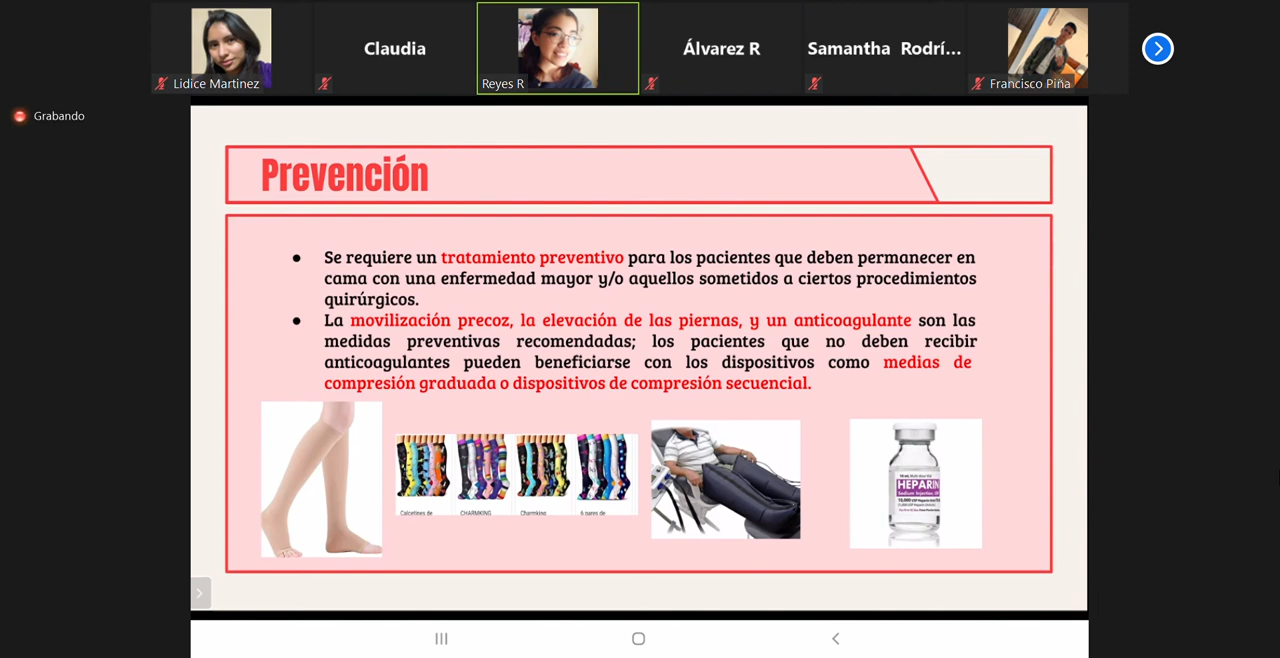 Claudia
Álvarez R
Samantha Rodrí...
Lidice Martinez
Reyes R
Francisco Piña
Grabando
Prevención
● Se requiere un tratamiento preventivo para los pacientes que deben permanecer en
cama con una enfermedad mayor y/o aquellos sometidos a ciertos procedimientos
quirúrgicos.
● La movilización precoz, la elevación de las piernas, y un anticoagulante son las
medidas preventivas recomendadas; los pacientes que no deben recibir
anticoagulantes pueden beneficiarse con los dispositivos como medias de
compresión graduada o dispositivos de compresión secuencial.
Calcetines de
CHARMKING
Charmking
6 pares de
HEPARIN
Sodium Injection, USP